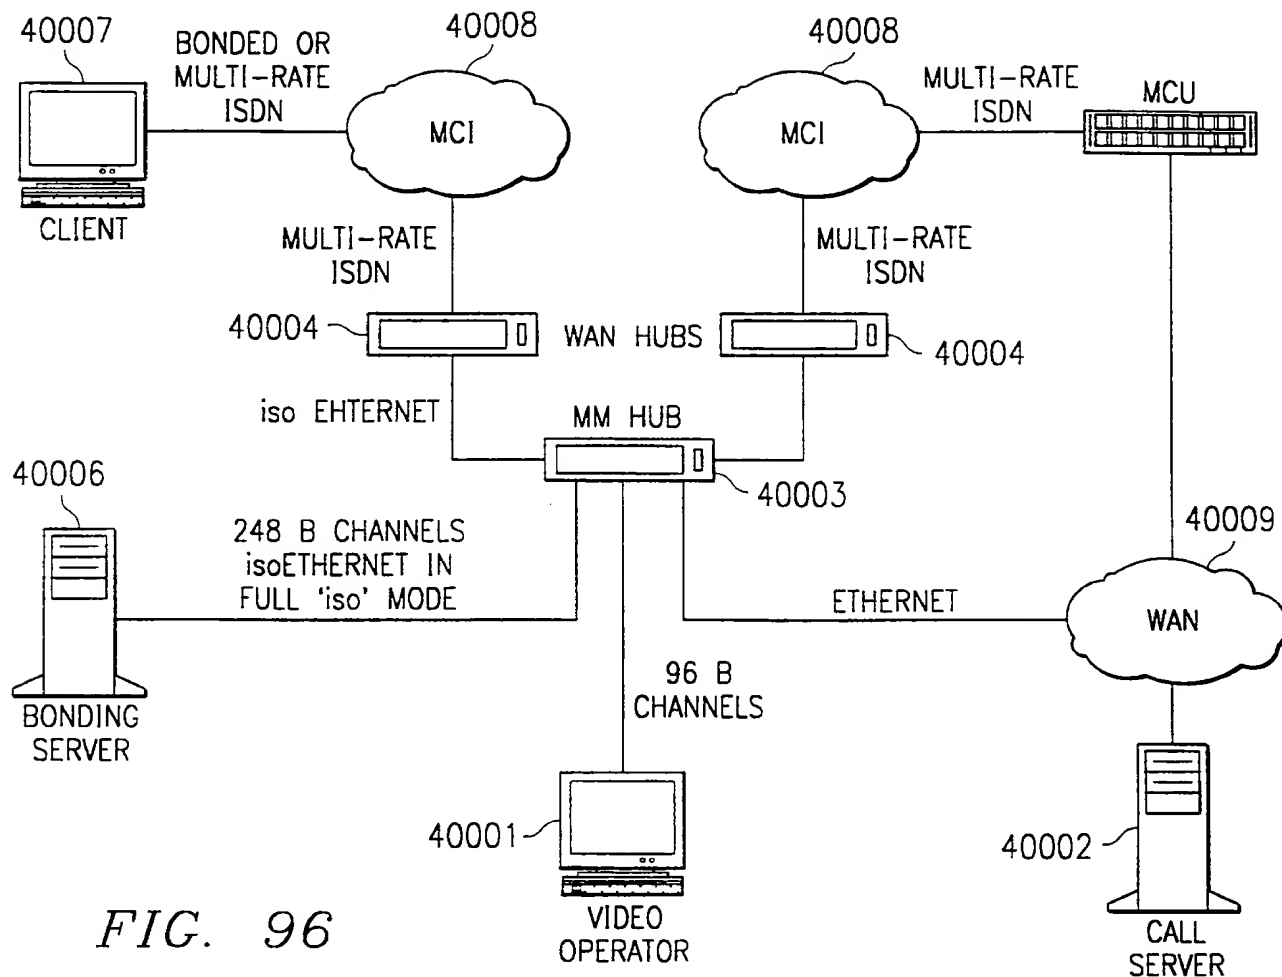 40007
BONDED OR
MULTI-RATE
ISDN
40008
MCI
CLIENT
40008
MCI
MULTI-RATE
ISDN
MCU
MULTI-RATE
ISDN
MULTI-RATE
ISDN
40004
WAN HUBS
40004
iso EHTERNET
MM HUB
40003
40006
248 B CHANNELS
isoETHERNET IN
FULL 'iso' MODE
BONDING
SERVER
ETHERNET
40009
WAN
96 B
CHANNELS
40001
VIDEO
OPERATOR
40002
CALL
SERVER
FIG. 96